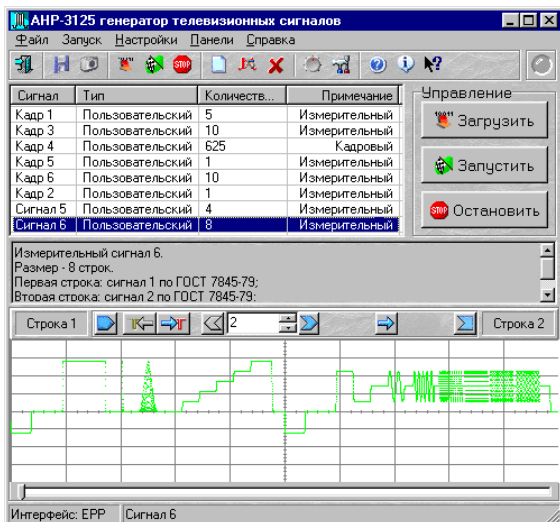 АНР-3125 генератор телевизионных сигналов
Файл Запуск Настройки Панели Справка
STOP
Сигнал Тип Количеств... Примечание
Кадр 1 Пользовательский 5 Измерительный
Кадр 3 Пользовательский 10 Измерительный
Кадр 4 Пользовательский 625 Кадровый
Кадр 5 Пользовательский 1 Измерительный
Кадр 6 Пользовательский 10 Измерительный
Кадр 2 Пользовательский 1 Измерительный
Сигнал 5 Пользовательский 4 Измерительный
Сигнал 6 Пользовательский 8 Измерительный
Управление
Загрузить
Запустить
STOP Остановить
Измерительный сигнал 6.
Размер - 8 строк.
Первая строка: сигнал 1 по ГОСТ 7845-79;
Вторая строка: сигнал 2 по ГОСТ 7845-79;
Строка 1 2 Строка 2
Интерфейс: EPP Сигнал 6